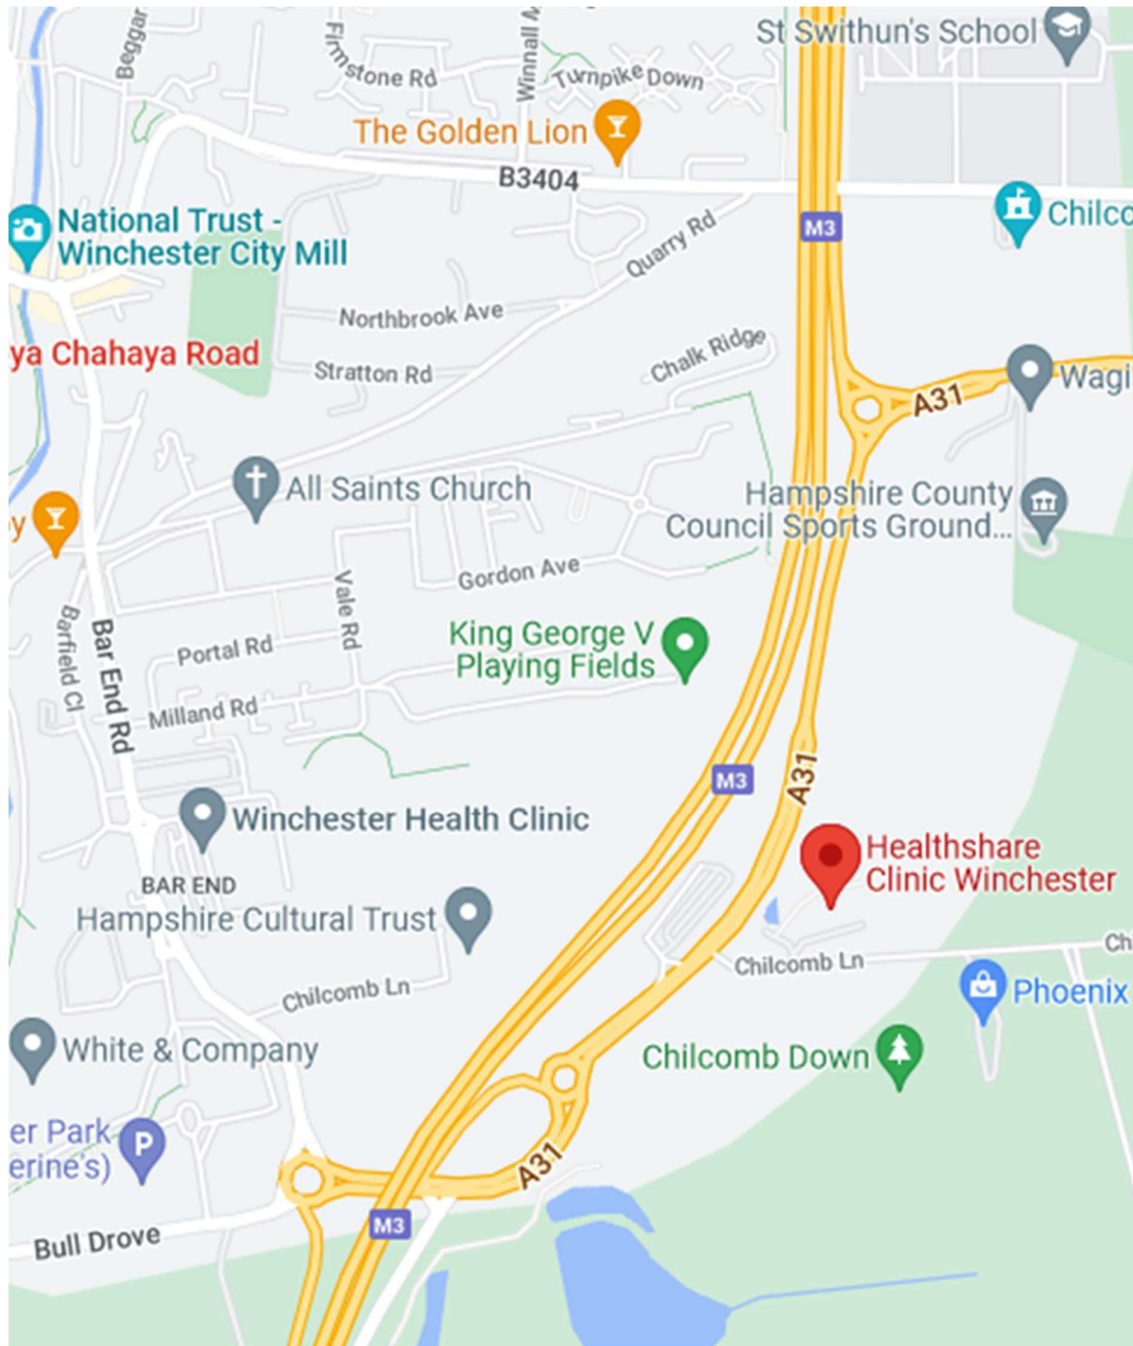 St Swithun's School
Beggar
Firmstone Rd
Winnall M
Turnpike Down
The Golden Lion
B3404
National Trust -
Winchester City Mill
M3
Chilco
Quarry Rd
Northbrook Ave
ya Chahaya Road
Stratton Rd
Chalk Ridge
A31
Wagi
All Saints Church
Hampshire County
Council Sports Ground...
y
Gordon Ave
Vale Rd
Barfield Cl
Bar End Rd
Portal Rd
King George V
Playing Fields
Milland Rd
M3
A31
Winchester Health Clinic
Healthshare
Clinic Winchester
BAR END
Hampshire Cultural Trust
Ch
Chilcomb Ln
Chilcomb Ln
Phoenix
White & Company
Chilcomb Down
er Park
erine's)
P
A31
M3
Bull Drove